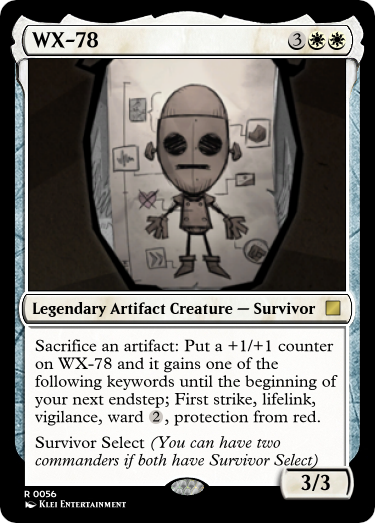 WX-78 3
Legendary Artifact Creature — Survivor
Sacrifice an artifact: Put a +1/+1 counter
on WX-78 and it gains one of the
following keywords until the beginning of
your next endstep; First strike, lifelink,
vigilance, ward 2, protection from red.
Survivor Select (You can have two
commanders if both have Survivor Select)
3/3
R 0056
KLEI ENTERTAINMENT